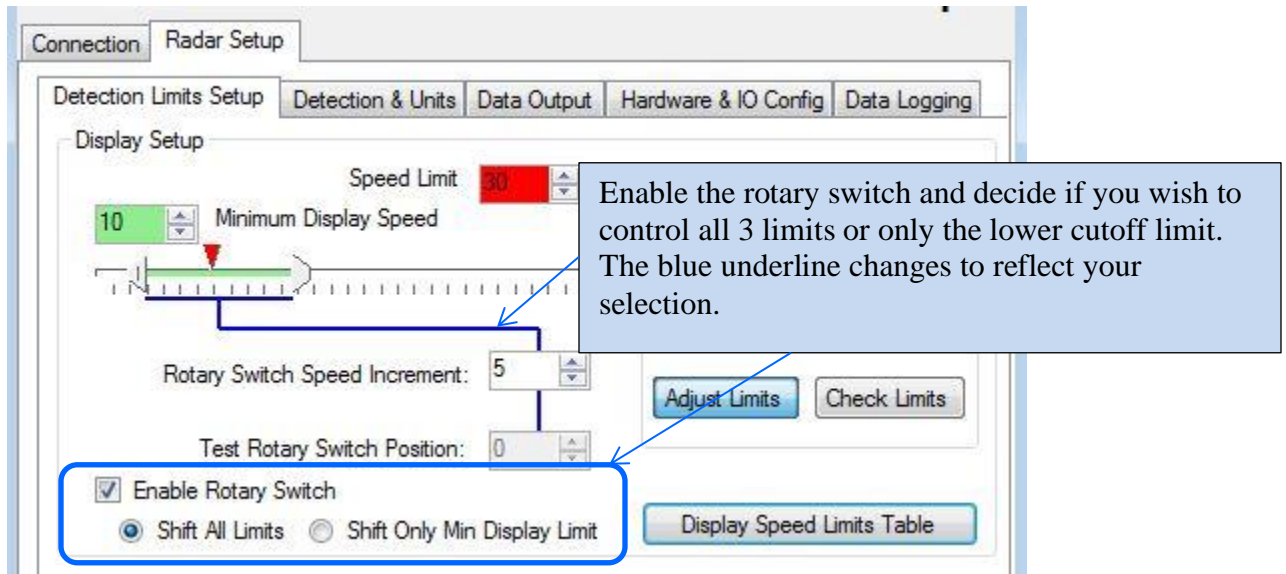 Connection Radar Setup
Detection Limits Setup Detection & Units Data Output Hardware & IO Config Data Logging
Display Setup
Speed Limit 30
10 Minimum Display Speed
Enable the rotary switch and decide if you wish to
control all 3 limits or only the lower cutoff limit.
The blue underline changes to reflect your
selection.
Rotary Switch Speed Increment: 5
Adjust Limits Check Limits
Test Rotary Switch Position: 0
Enable Rotary Switch
Shift All Limits Shift Only Min Display Limit
Display Speed Limits Table